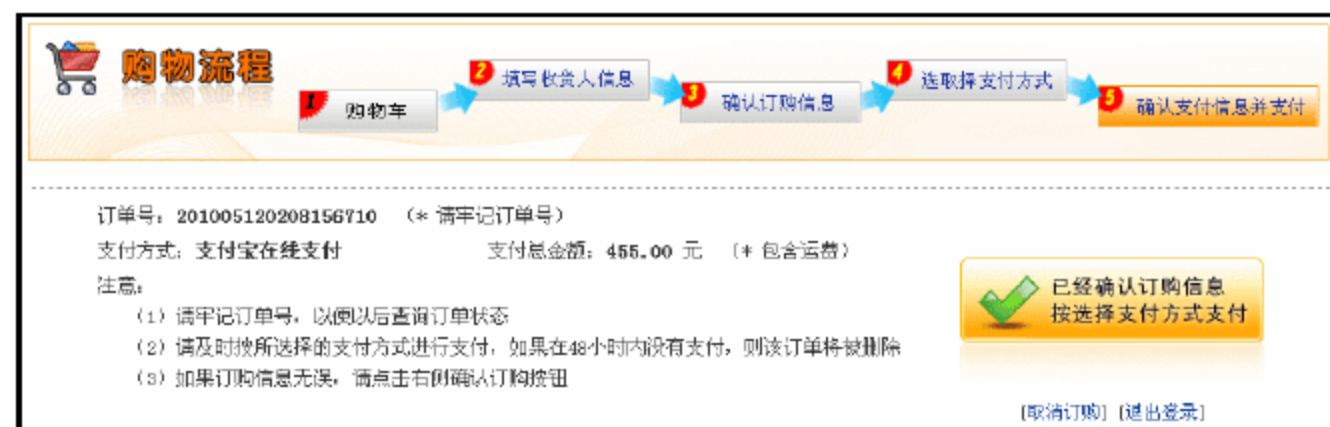 购物流程
1 购物车
2 填写收货人信息
3 确认订购信息
4 选取择支付方式
5 确认支付信息并支付
订单号：201005120208156710 （* 请牢记订单号）
支付方式：支付宝在线支付 支付总金额：455.00 元 （* 包含运费）
注意：
（1）请牢记订单号，以便以后查询订单状态
（2）请及时按所选择的支付方式进行支付，如果在48小时内没有支付，则该订单将被删除
（3）如果订购信息无误，请点击右侧确认订购按钮
已经确认订购信息
按选择支付方式支付
[取消订购] [退出登录]